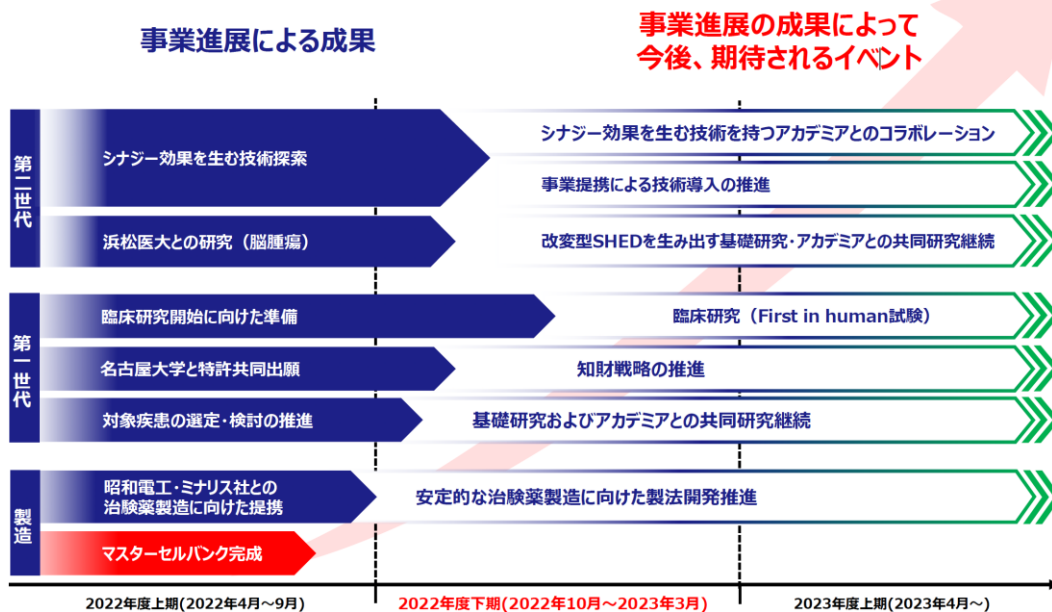 事業進展による成果
事業進展の成果によって
今後、期待されるイベント
第二世代
シナジー効果を生む技術探索
シナジー効果を生む技術を持つアカデミアとのコラボレーション
事業提携による技術導入の推進
浜松医大との研究（脳腫瘍）
改変型SHEDを生み出す基礎研究・アカデミアとの共同研究継続
第一世代
臨床研究開始に向けた準備
臨床研究（First in human試験）
名古屋大学と特許共同出願
知財戦略の推進
対象疾患の選定・検討の推進
基礎研究およびアカデミアとの共同研究継続
製造
昭和電工・ミナリス社との
治験薬製造に向けた提携
安定的な治験薬製造に向けた製法開発推進
マスターセルバンク完成
2022年度上期(2022年4月～9月)
2022年度下期(2022年10月～2023年3月)
2023年度上期(2023年4月～)